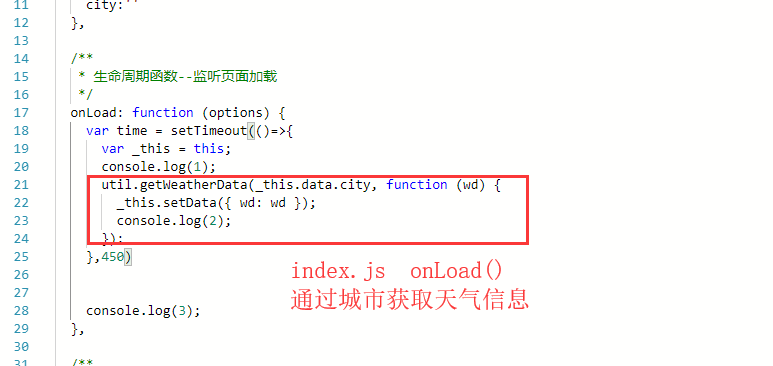 11 city:''
12 },
13
14 /**
15 * 生命周期函数--监听页面加载
16 */
17 onLoad: function (options) {
18 var time = setTimeout(()=>{
19 var _this = this;
20 console.log(1);
21 util.getWeatherData(_this.data.city, function (wd) {
22 _this.setData({ wd: wd });
23 console.log(2);
24 });
25 },450)
26
27
28 console.log(3);
29 },
30
31 /**
index.js onLoad()
通过城市获取天气信息